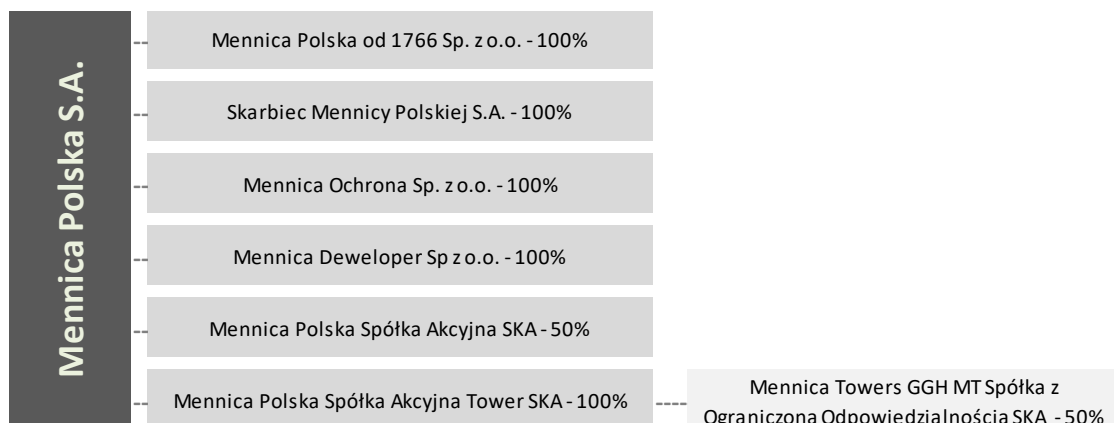 Mennica Polska S.A.
Mennica Polska od 1766 Sp. z o.o. - 100%
Skarbiec Mennicy Polskiej S.A. - 100%
Mennica Ochrona Sp. z o.o. - 100%
Mennica Deweloper Sp z o.o. - 100%
Mennica Polska Spółka Akcyjna SKA - 50%
Mennica Polska Spółka Akcyjna Tower SKA - 100%
Mennica Towers GGH MT Spółka z
Ograniczoną Odpowiedzialnością SKA - 50%